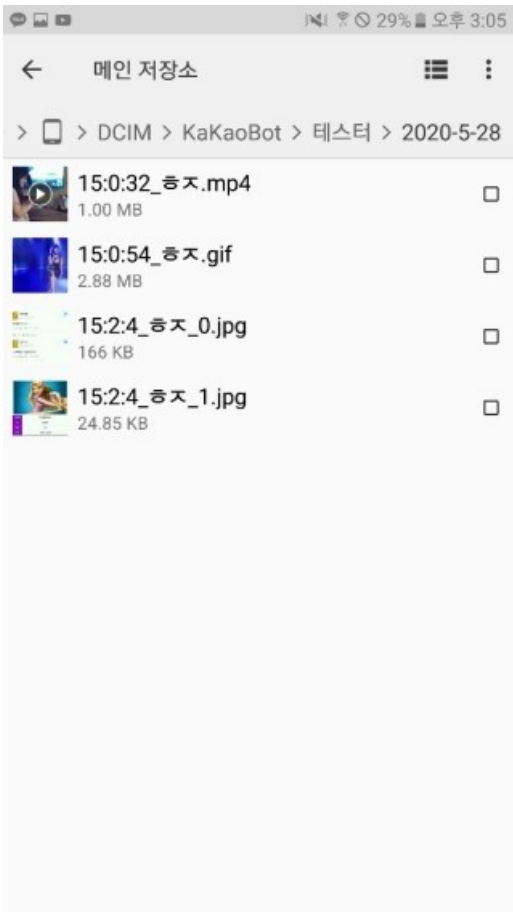 29% 오후 3:05
메인 저장소
> DCIM > KaKaoBot > 테스터 > 2020-5-28
15:0:32_ㅎㅈ.mp4
1.00 MB
15:0:54_ㅎㅈ.gif
2.88 MB
15:2:4_ㅎㅈ_0.jpg
166 KB
15:2:4_ㅎㅈ_1.jpg
24.85 KB